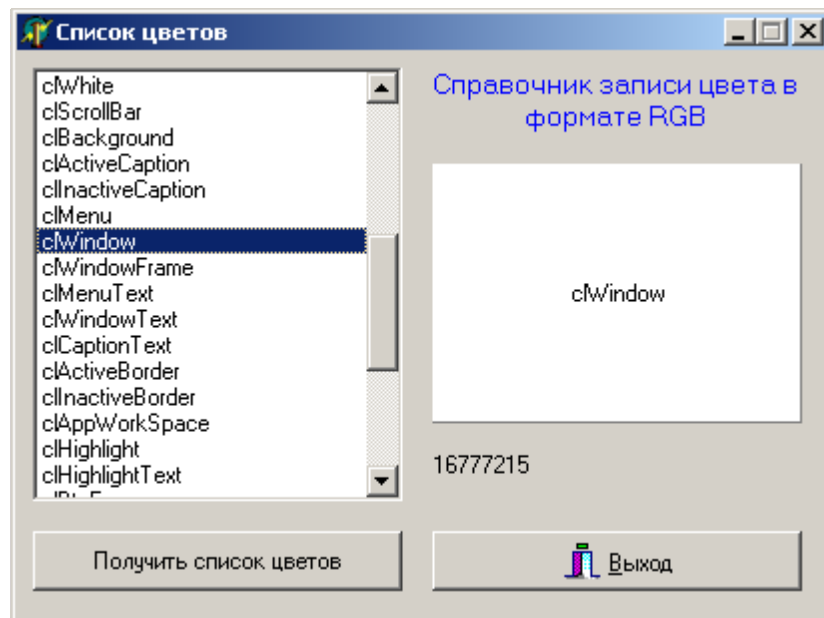 Список цветов
clWhite
clScrollBar
clBackground
clActiveCaption
clInactiveCaption
clMenu
clWindow
clWindowFrame
clMenuText
clWindowText
clCaptionText
clActiveBorder
clInactiveBorder
clAppWorkSpace
clHighlight
clHighlightText
Справочник записи цвета в
формате RGB
clWindow
16777215
Получить список цветов
Выход